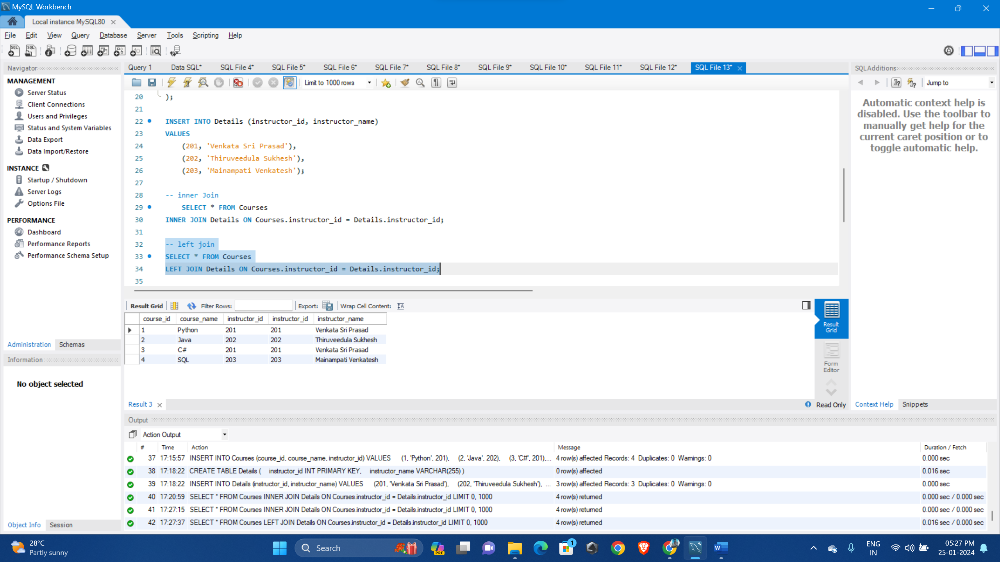 MySQL Workbench
Local instance MySQL80
File Edit View Query Database Server Tools Scripting Help
Navigator
MANAGEMENT
Server Status
Client Connections
Users and Privileges
Status and System Variables
Data Export
Data Import/Restore
INSTANCE
Startup / Shutdown
Server Logs
Options File
PERFORMANCE
Dashboard
Performance Reports
Performance Schema Setup
Administration Schemas
Information
No object selected
Object Info Session
Query 1 Data SQL* SQL File 4* SQL File 5* SQL File 6* SQL File 7* SQL File 8* SQL File 9* SQL File 10* SQL File 11* SQL File 12* SQL File 13*
Limit to 1000 rows
20 );
21
22 INSERT INTO Details (instructor_id, instructor_name)
23 VALUES
24 (201, 'Venkata Sri Prasad'),
25 (202, 'Thiruveedula Sukhesh'),
26 (203, 'Mainampati Venkatesh');
27
28 -- inner Join
29 SELECT * FROM Courses
30 INNER JOIN Details ON Courses.instructor_id = Details.instructor_id;
31
32 -- left join
33 SELECT * FROM Courses
34 LEFT JOIN Details ON Courses.instructor_id = Details.instructor_id;
35
Result Grid Filter Rows: Export: Wrap Cell Content:
course_id course_name instructor_id instructor_id instructor_name
1 Python 201 201 Venkata Sri Prasad
2 Java 202 202 Thiruveedula Sukhesh
3 C# 201 201 Venkata Sri Prasad
4 SQL 203 203 Mainampati Venkatesh
Result
Grid
Form
Editor
Result 3
Read Only
SQLAdditions
Jump to
Automatic context help is
disabled. Use the toolbar to
manually get help for the
current caret position or to
toggle automatic help.
Context Help Snippets
Output
Action Output
# Time Action Message Duration / Fetch
37 17:15:57 INSERT INTO Courses (course_id, course_name, instructor_id) VALUES (1, 'Python', 201), (2, 'Java', 202), (3, 'C#', 201),... 4 row(s) affected Records: 4 Duplicates: 0 Warnings: 0 0.000 sec
38 17:18:22 CREATE TABLE Details ( instructor_id INT PRIMARY KEY, instructor_name VARCHAR(255) ) 0 row(s) affected 0.016 sec
39 17:18:22 INSERT INTO Details (instructor_id, instructor_name) VALUES (201, 'Venkata Sri Prasad'), (202, 'Thiruveedula Sukhesh'), ... 3 row(s) affected Records: 3 Duplicates: 0 Warnings: 0 0.000 sec
40 17:20:59 SELECT * FROM Courses INNER JOIN Details ON Courses.instructor_id = Details.instructor_id LIMIT 0, 1000 4 row(s) returned 0.000 sec / 0.000 sec
41 17:27:15 SELECT * FROM Courses INNER JOIN Details ON Courses.instructor_id = Details.instructor_id LIMIT 0, 1000 4 row(s) returned 0.000 sec / 0.000 sec
42 17:27:37 SELECT * FROM Courses LEFT JOIN Details ON Courses.instructor_id = Details.instructor_id LIMIT 0, 1000 4 row(s) returned 0.016 sec / 0.000 sec
28°C
Partly sunny
Search
PRE
1
W
ENG
IN
05:27 PM
25-01-2024